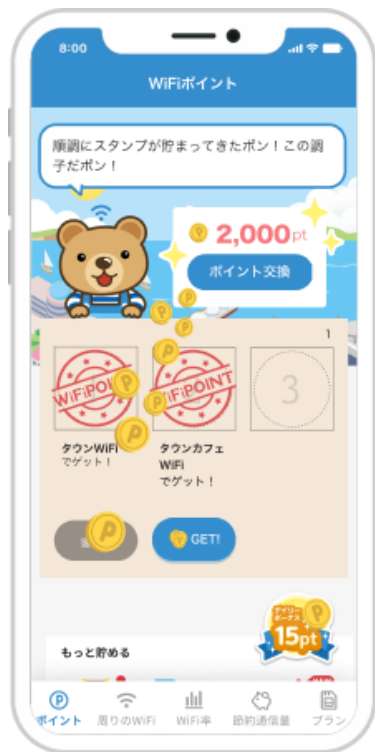 8:00
WiFiポイント
順調にスタンプが貯まってきたポン！この調
子だポン！
2,000pt
ポイント交換
1
WiFiPOI
WiFiPOINT
3
タウンWiFi
でゲット！
タウンカフェ
WiFi
でゲット！
GET!
デイリー
ボーナス
15pt
もっと貯める
ポイント
周りのWiFi
WiFi率
節約通信量
プラン